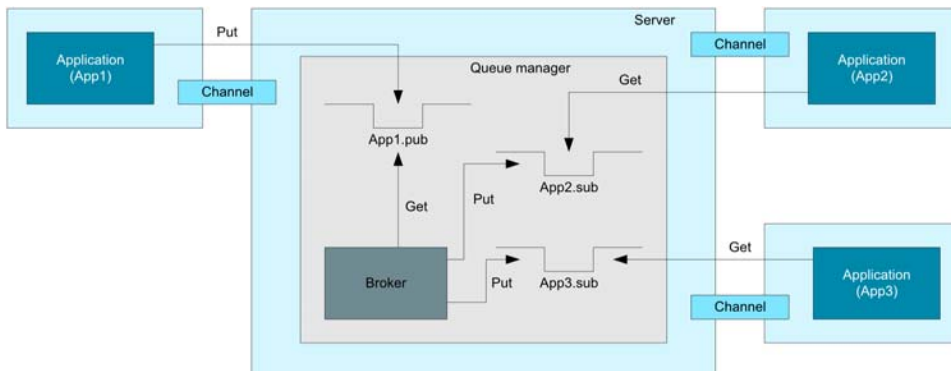 Server
Put
Application
(App1)
Channel
Channel
Application
(App2)
Queue manager
Get
App1.pub
App2.sub
Put
Get
Get
Broker
Put
App3.sub
Application
(App3)
Channel